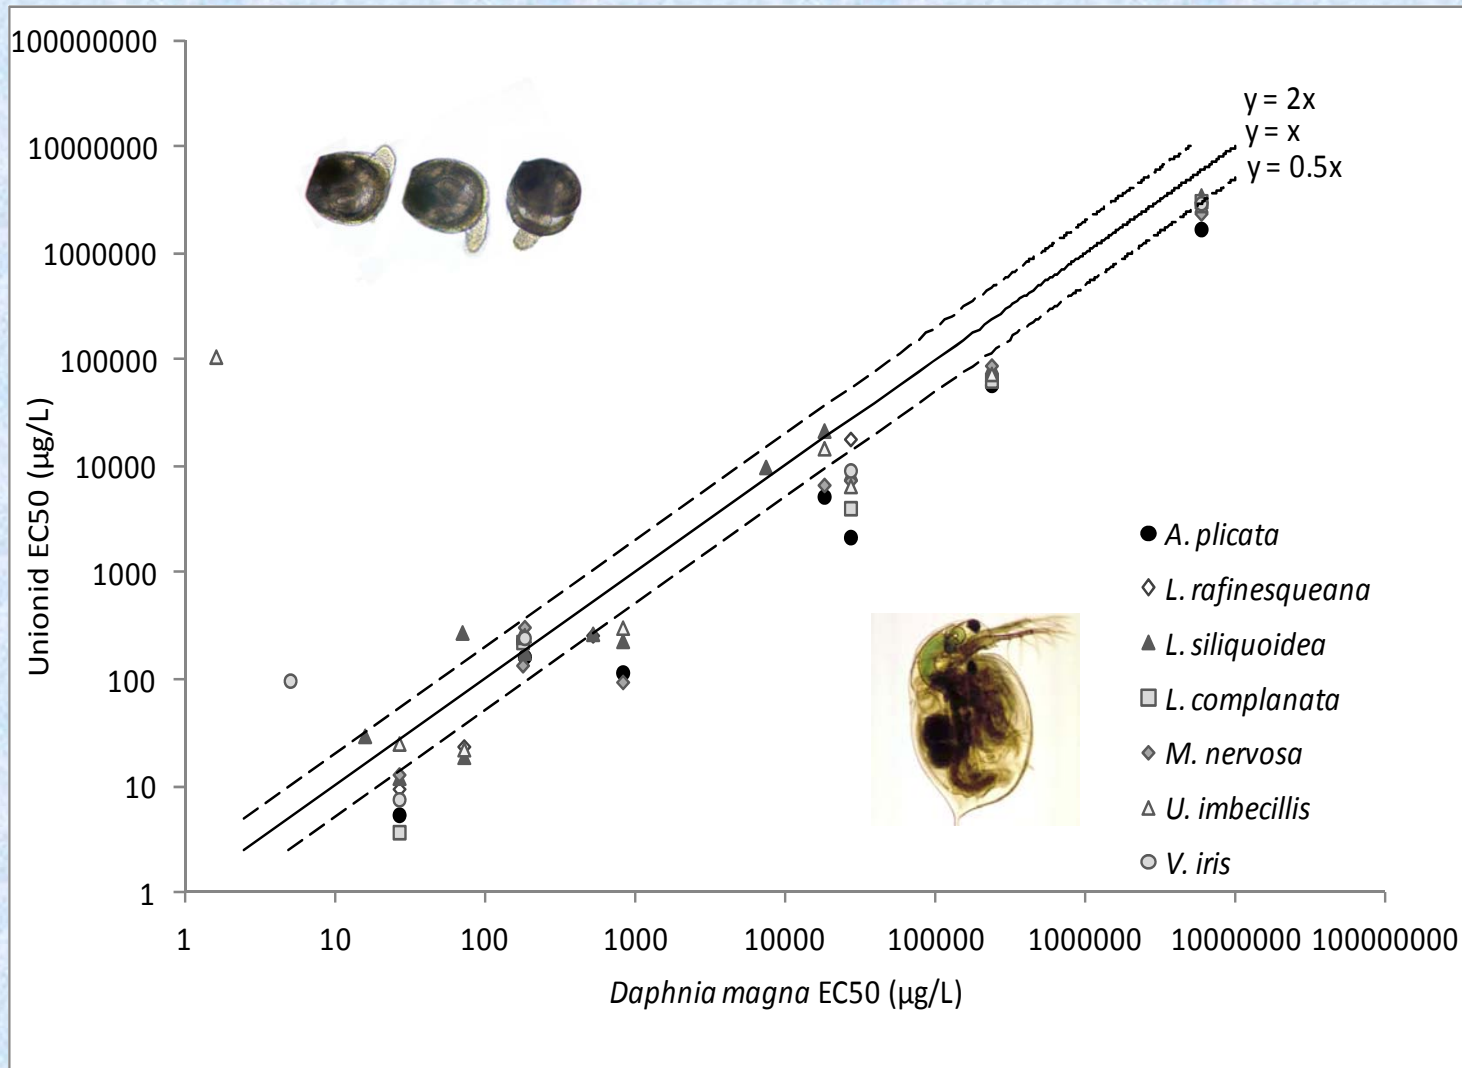 100000000
10000000
1000000
100000
10000
1000
100
10
1
Unionid EC50 (µg/L)
y = 2x
y = x
y = 0.5x
A. plicata
L. rafinesqueana
L. siliquoidea
L. complanata
M. nervosa
U. imbecillis
V. iris
1 10 100 1000 10000 100000 1000000 10000000 100000000
Daphnia magna EC50 (µg/L)